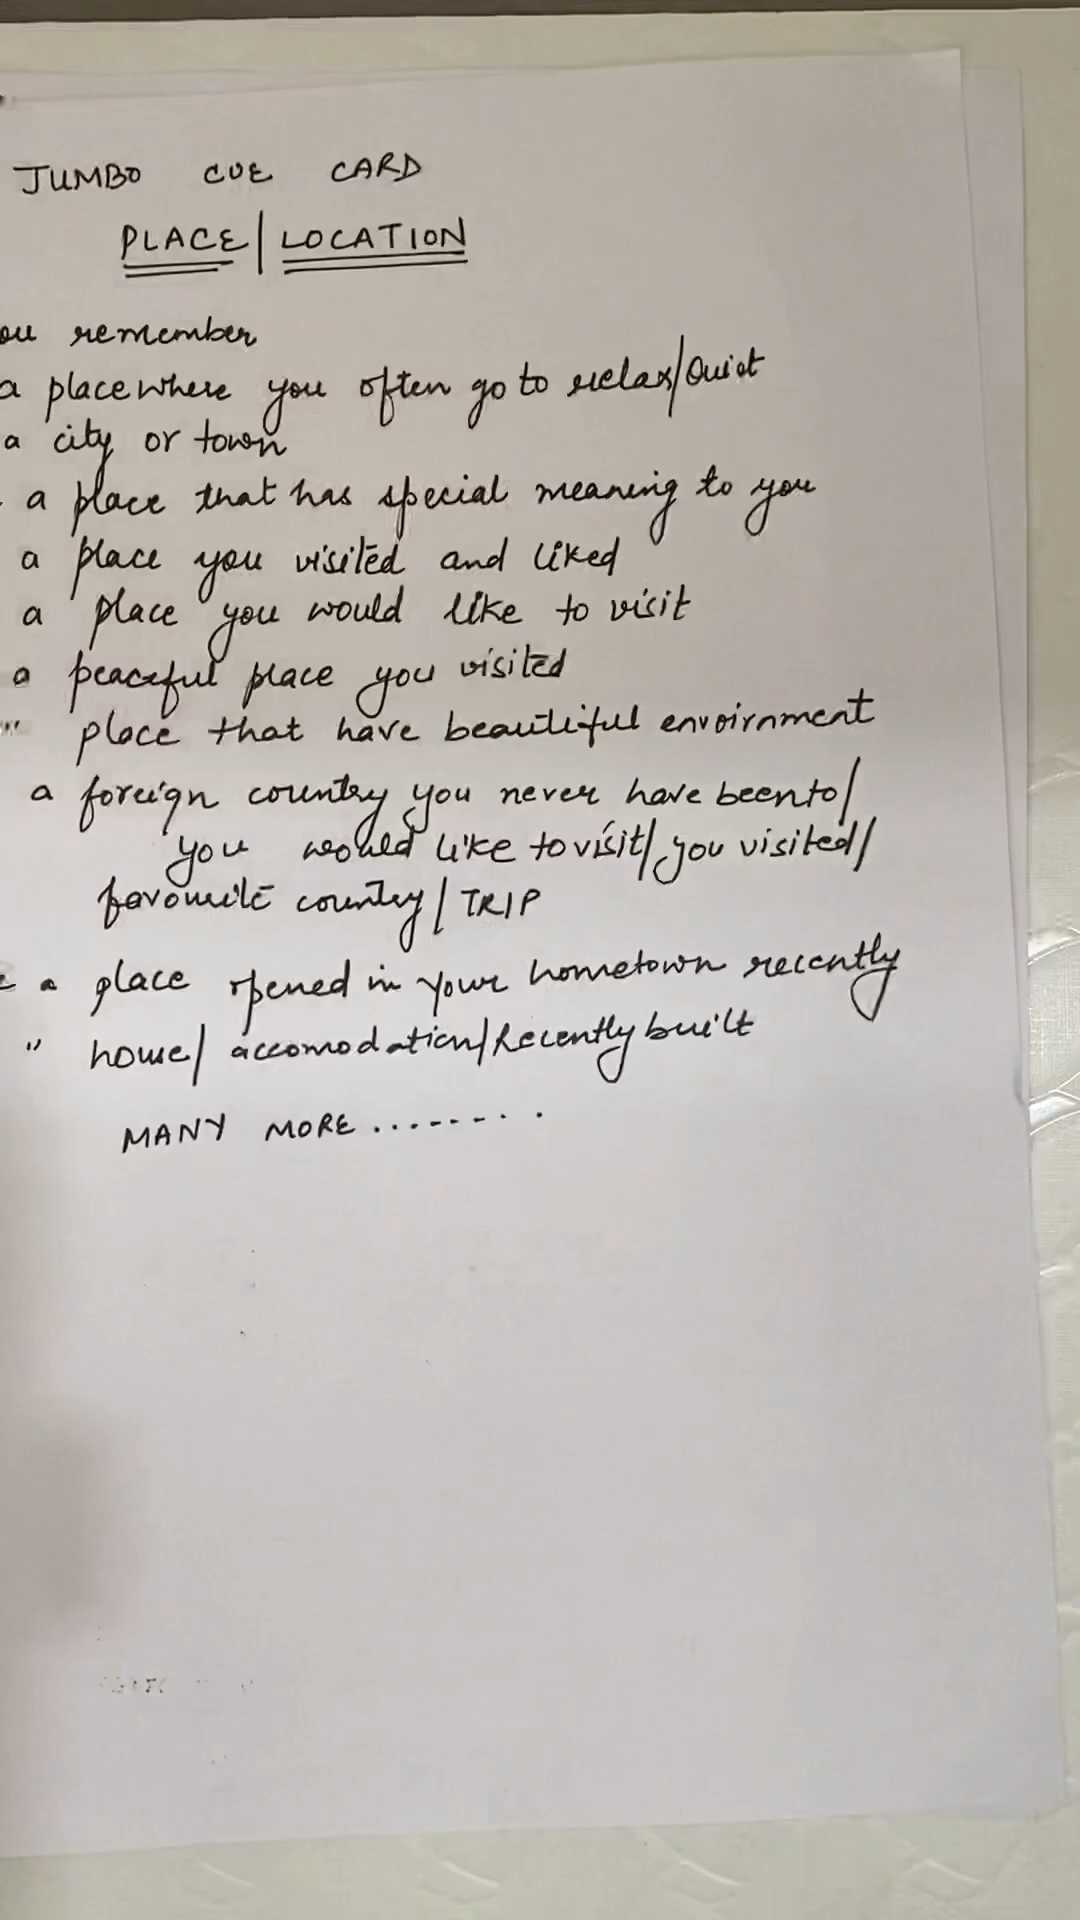 JUMBO CUE CARD
PLACE | LOCATION
ou remember
a place where you often go to relax/Quiet
a city or town
a place that has special meaning to you
a place you visited and liked
a place you would like to visit
a peaceful place you visited
" place that have beautiful envoirnment
a foreign country you never have been to/
you would like to visit/you visited/
favourite country/TRIP
a place opened in your hometown recently
" house/accomodation/Recently built
MANY MORE ........